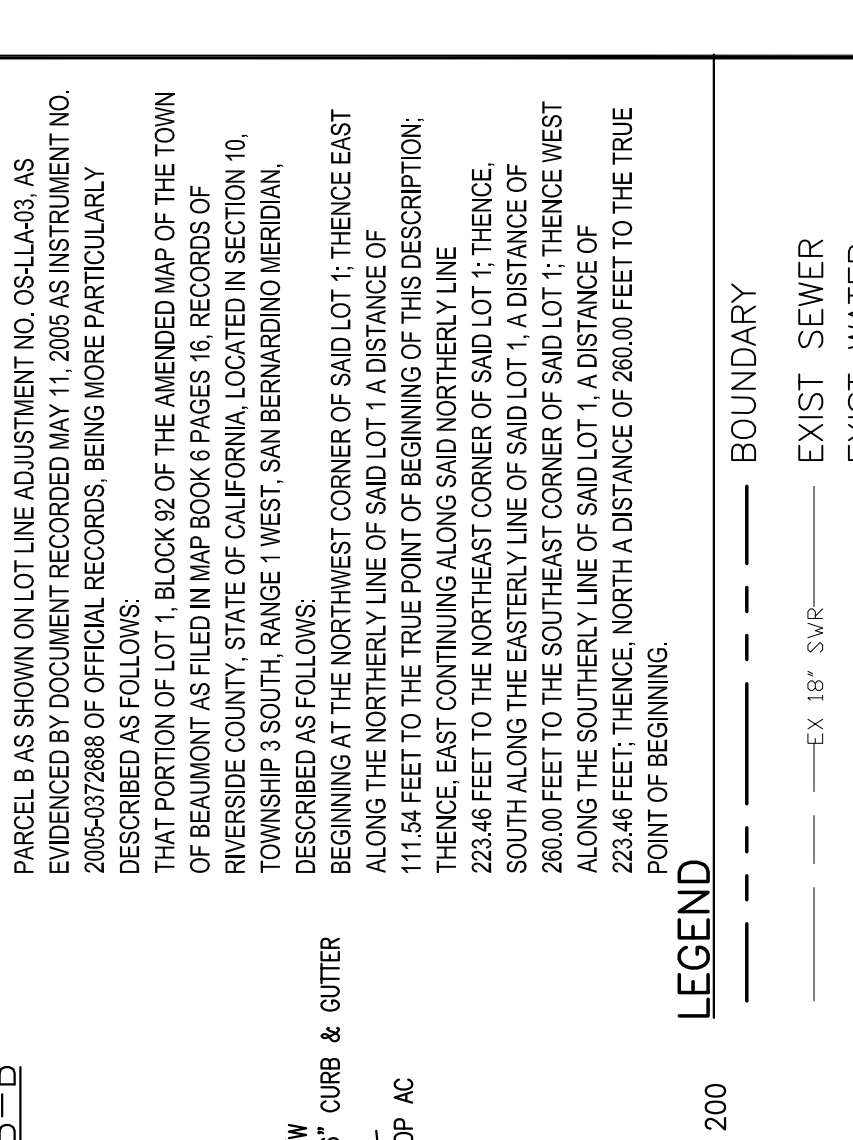 PARCEL B AS SHOWN ON LOT LINE ADJUSTMENT NO. OS-LLA-03, AS
EVIDENCED BY DOCUMENT RECORDED MAY 11, 2005 AS INSTRUMENT NO.
2005-0372688 OF OFFICIAL RECORDS, BEING MORE PARTICULARLY
DESCRIBED AS FOLLOWS:
THAT PORTION OF LOT 1, BLOCK 92 OF THE AMENDED MAP OF THE TOWN
OF BEAUMONT AS FILED IN MAP BOOK 6 PAGES 16, RECORDS OF
RIVERSIDE COUNTY, STATE OF CALIFORNIA, LOCATED IN SECTION 10,
TOWNSHIP 3 SOUTH, RANGE 1 WEST, SAN BERNARDINO MERIDIAN,
DESCRIBED AS FOLLOWS:
BEGINNING AT THE NORTHWEST CORNER OF SAID LOT 1; THENCE EAST
ALONG THE NORTHERLY LINE OF SAID LOT 1 A DISTANCE OF
111.54 FEET TO THE TRUE POINT OF BEGINNING OF THIS DESCRIPTION;
THENCE, EAST CONTINUING ALONG SAID NORTHERLY LINE
223.46 FEET TO THE NORTHEAST CORNER OF SAID LOT 1; THENCE,
SOUTH ALONG THE EASTERLY LINE OF SAID LOT 1, A DISTANCE OF
260.00 FEET TO THE SOUTHEAST CORNER OF SAID LOT 1; THENCE WEST
ALONG THE SOUTHERLY LINE OF SAID LOT 1, A DISTANCE OF
223.46 FEET; THENCE, NORTH A DISTANCE OF 260.00 FEET TO THE TRUE
POINT OF BEGINNING.
CURB & GUTTER
AC
LEGEND
200
BOUNDARY
EX 18" SWR
EXIST SEWER
EXIST WATER